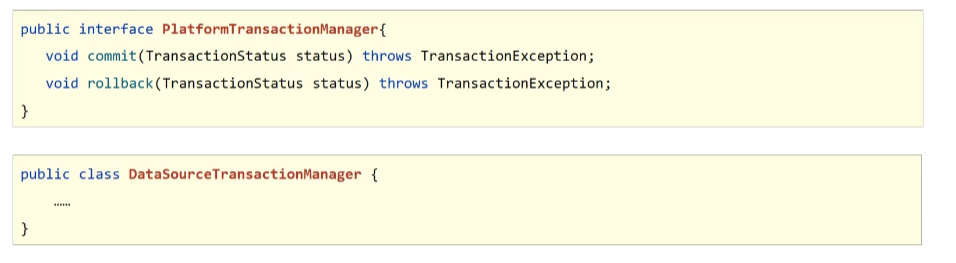 public interface PlatformTransactionManager{
void commit(TransactionStatus status) throws TransactionException;
void rollback(TransactionStatus status) throws TransactionException;
}
public class DataSourceTransactionManager {
……
}